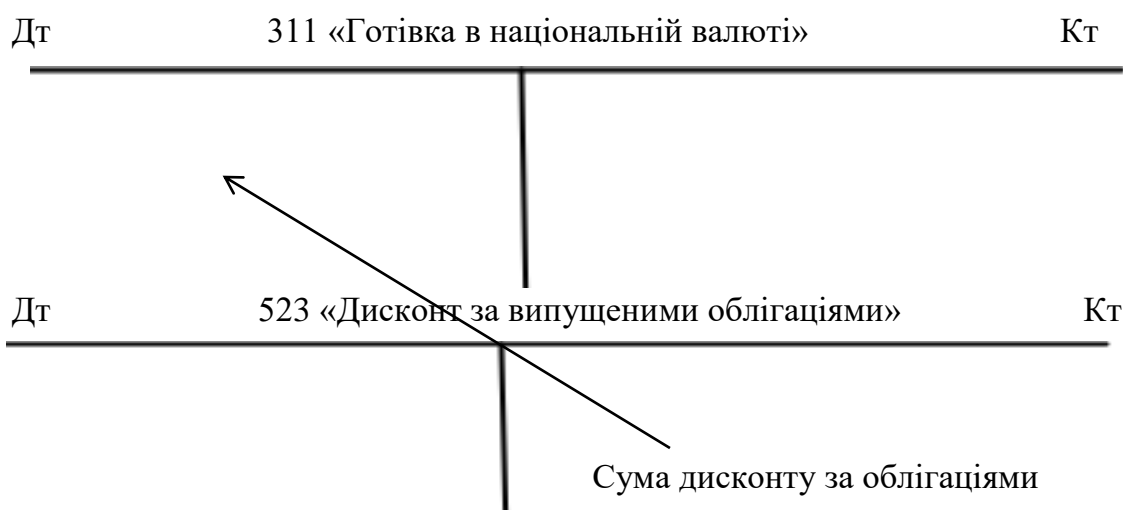 Дт 311 «Готівка в національній валюті» Кт
Дт 523 «Дисконт за випущеними облігаціями» Кт
Сума дисконту за облігаціями